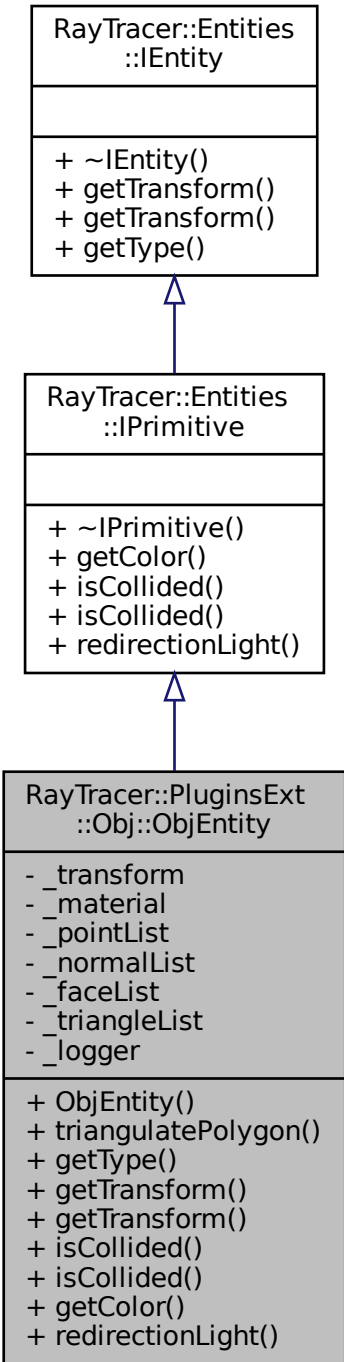 RayTracer::Entities
::IEntity
+ ~IEntity()
+ getTransform()
+ getTransform()
+ getType()
RayTracer::Entities
::IPrimitive
+ ~IPrimitive()
+ getColor()
+ isCollided()
+ isCollided()
+ redirectionLight()
RayTracer::PluginsExt
::Obj::ObjEntity
- _transform
- _material
- _pointList
- _normalList
- _faceList
- _triangleList
- _logger
+ ObjEntity()
+ triangulatePolygon()
+ getType()
+ getTransform()
+ getTransform()
+ isCollided()
+ isCollided()
+ getColor()
+ redirectionLight()